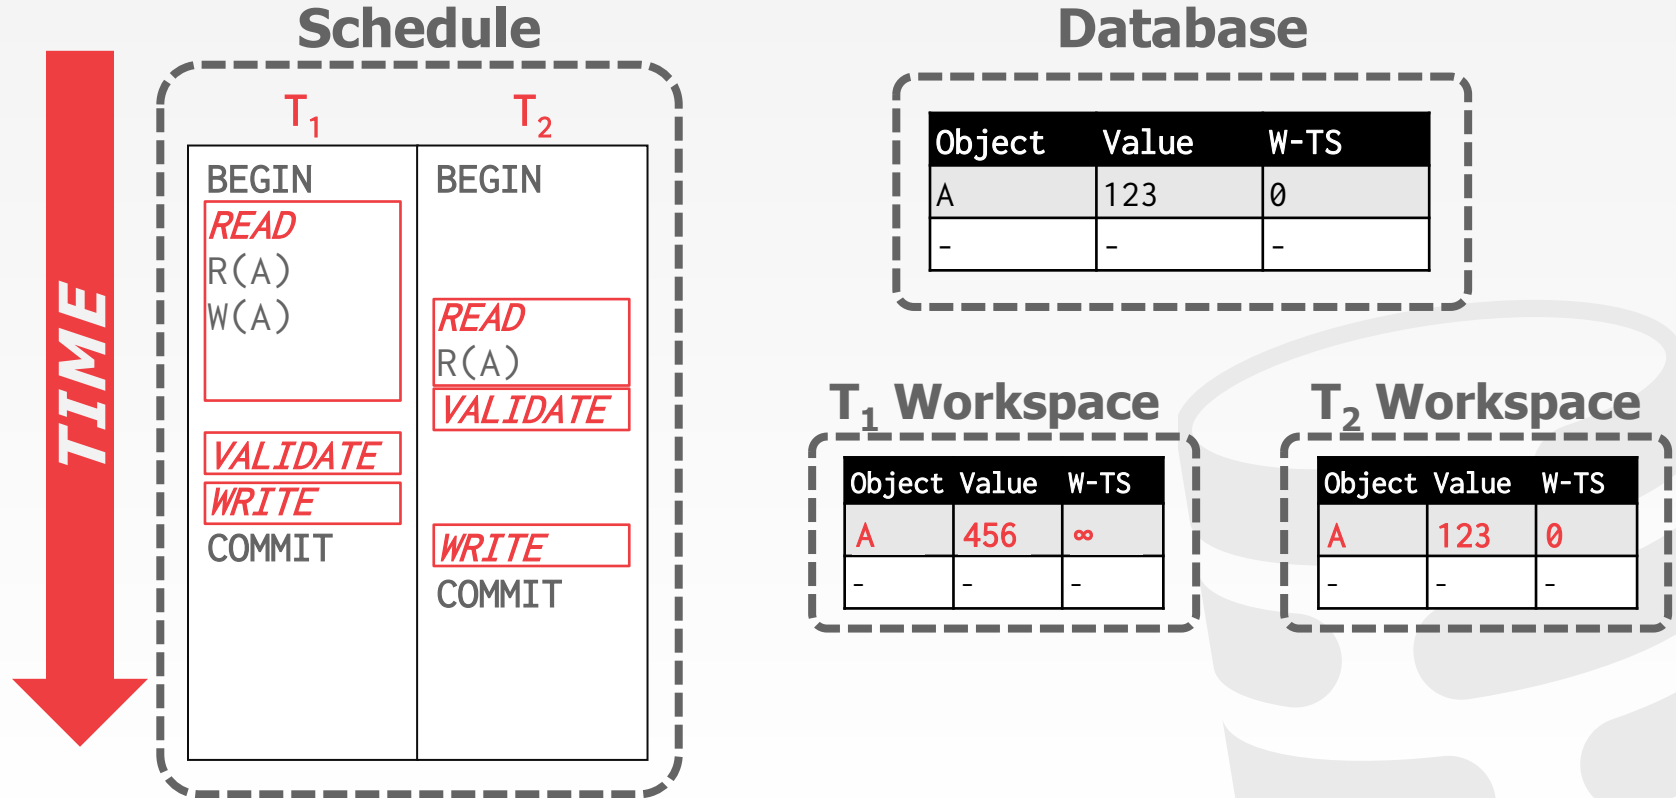 Schedule
TIME
T1 T2
BEGIN BEGIN
READ
R(A)
W(A) READ
R(A)
VALIDATE
VALIDATE
WRITE
COMMIT WRITE
COMMIT
Database
Object Value W-TS
A 123 0
- - -
T1 Workspace
Object Value W-TS
A 456 ∞
- - -
T2 Workspace
Object Value W-TS
A 123 0
- - -